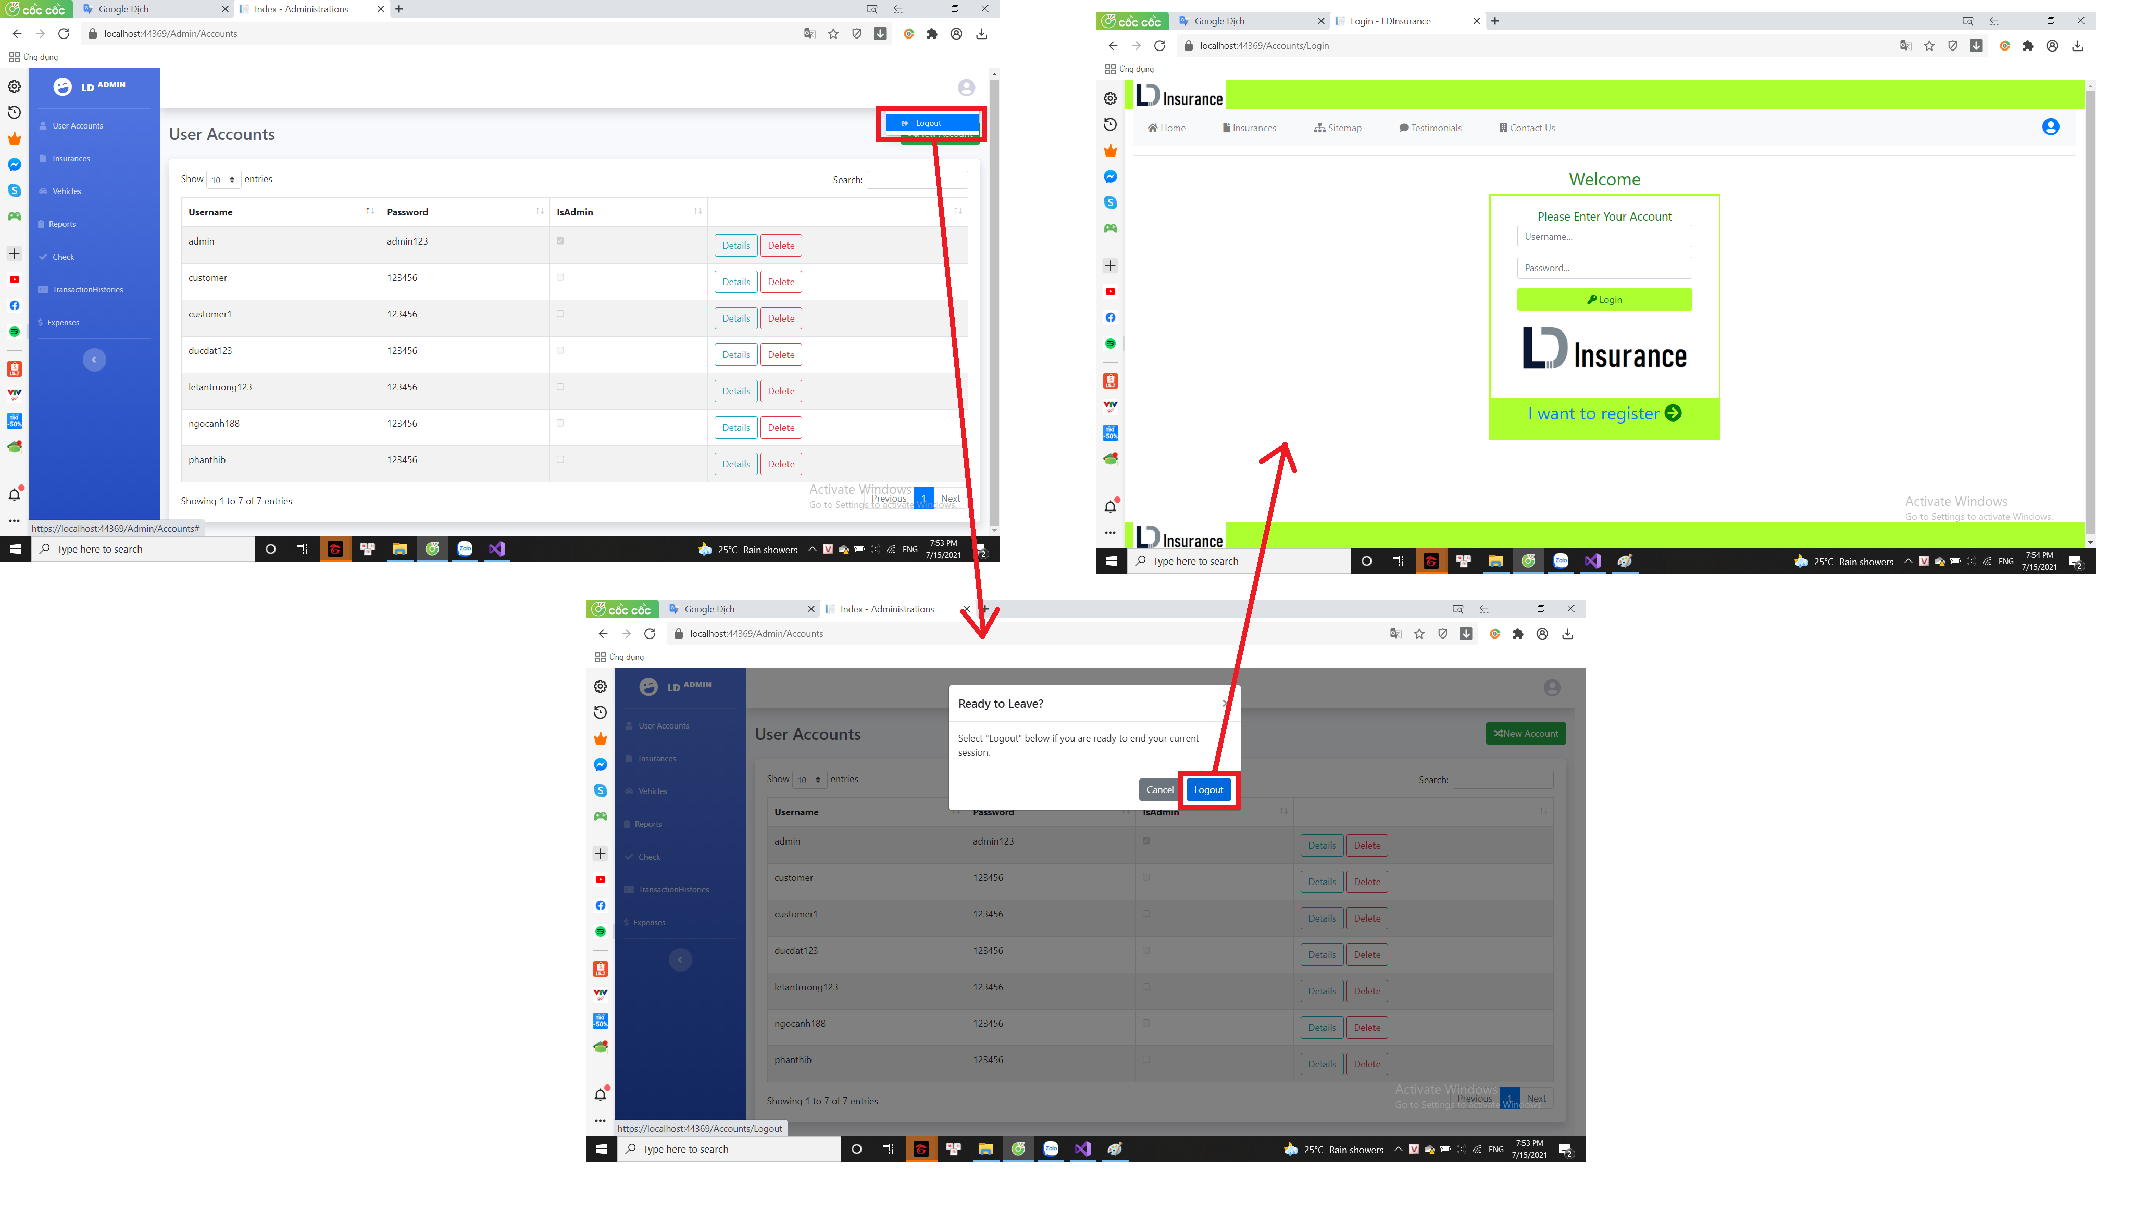 cốc cốc
Google Dịch
Index - Administrations
localhost:44369/Admin/Accounts
Ứng dụng
LD ADMIN
User Accounts
Insurances
Vehicles
Reports
Check
TransactionHistories
Expenses
Logout
User Accounts
Show 10 entries
Search:
Username Password IsAdmin
admin admin123 Details Delete
customer 123456 Details Delete
customer1 123456 Details Delete
ducdat123 123456 Details Delete
letantruong123 123456 Details Delete
ngocanh188 123456 Details Delete
phanthib 123456 Details Delete
Showing 1 to 7 of 7 entries
Previous 1 Next
Activate Windows
Go to Settings to activate Windows.
https://localhost:44369/Admin/Accounts#
Type here to search
25°C Rain showers
ENG
7:53 PM
7/15/2021
cốc cốc
Google Dịch
Login - LDInsurance
localhost:44369/Accounts/Login
Ứng dụng
LD Insurance
Home
Insurances
Sitemap
Testimonials
Contact Us
Welcome
Please Enter Your Account
Username...
Password...
Login
LD Insurance
I want to register
Activate Windows
Go to Settings to activate Windows.
LD Insurance
Type here to search
25°C Rain showers
ENG
7:54 PM
7/15/2021
cốc cốc
Google Dịch
Index - Administrations
localhost:44369/Admin/Accounts
Ứng dụng
LD ADMIN
User Accounts
Insurances
Vehicles
Reports
Check
TransactionHistories
Expenses
Ready to Leave?
Select "Logout" below if you are ready to end your current
session.
Cancel
Logout
User Accounts
New Account
Show 10 entries
Search:
Username Password IsAdmin
admin admin123 Details Delete
customer 123456 Details Delete
customer1 123456 Details Delete
ducdat123 123456 Details Delete
letantruong123 123456 Details Delete
ngocanh188 123456 Details Delete
phanthib 123456 Details Delete
Showing 1 to 7 of 7 entries
Previous 1 Next
Activate Windows
Go to Settings to activate Windows.
https://localhost:44369/Accounts/Logout
Type here to search
25°C Rain showers
ENG
7:53 PM
7/15/2021